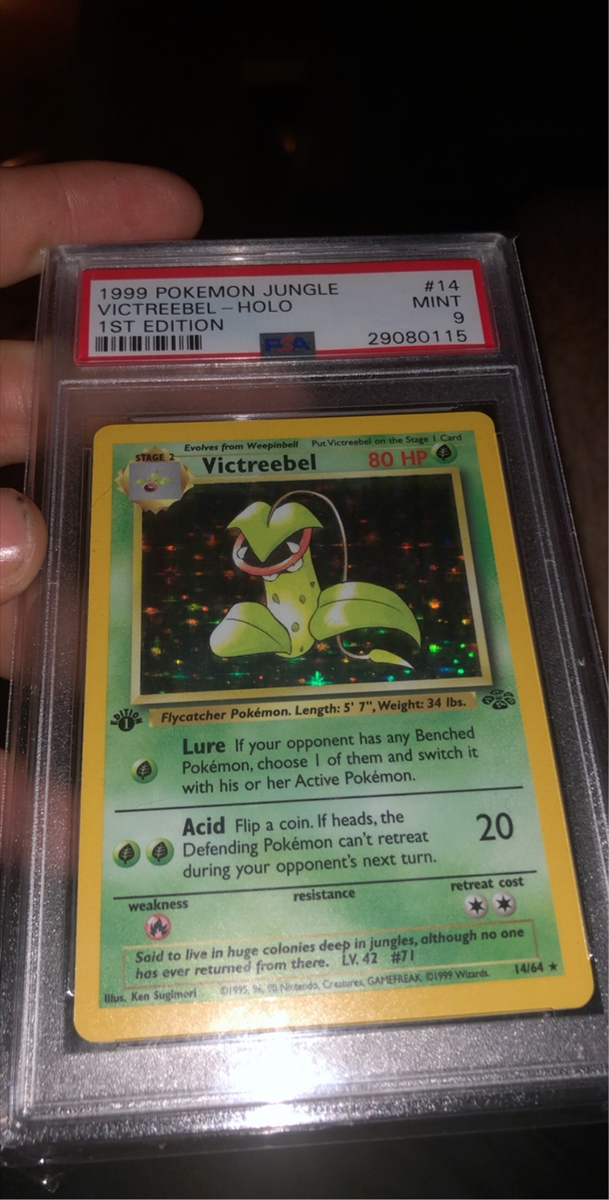 1999 POKEMON JUNGLE #14
VICTREEBEL – HOLO MINT
1ST EDITION 9
PSA 29080115
Evolves from Weepinbell Put Victreebel on the Stage 1 Card
STAGE 2 Victreebel 80 HP
EDITION 1
Flycatcher Pokémon. Length: 5' 7", Weight: 34 lbs.
Lure If your opponent has any Benched
Pokémon, choose 1 of them and switch it
with his or her Active Pokémon.
Acid Flip a coin. If heads, the 20
Defending Pokémon can't retreat
during your opponent's next turn.
weakness resistance retreat cost
Said to live in huge colonies deep in jungles, although no one
has ever returned from there. LV. 42 #71
Illus. Ken Sugimori ©1995, 96, 98 Nintendo, Creatures, GAMEFREAK. ©1999 Wizards. 14/64 ★